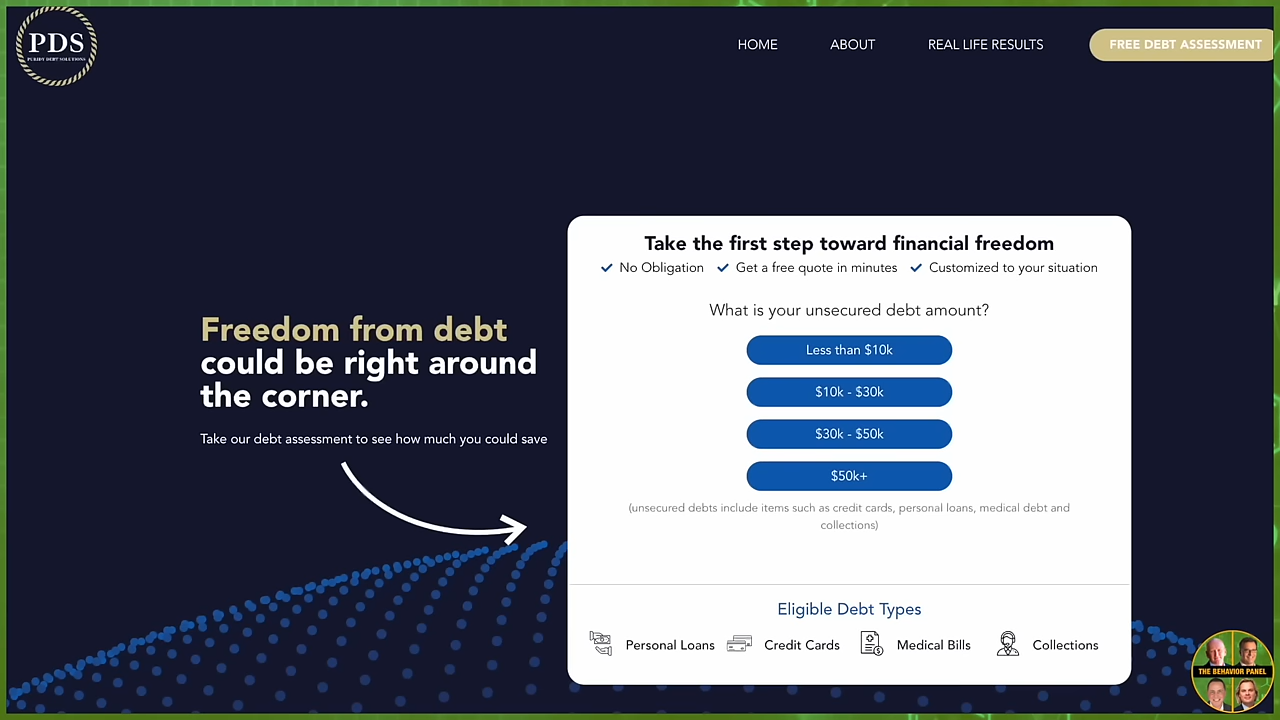 PDS
PURIDY DEBT SOLUTIONS
HOME
ABOUT
REAL LIFE RESULTS
FREE DEBT ASSESSMENT
Take the first step toward financial freedom
No Obligation
Get a free quote in minutes
Customized to your situation
What is your unsecured debt amount?
Less than $10k
$10k - $30k
$30k - $50k
$50k+
(unsecured debts include items such as credit cards, personal loans, medical debt and
collections)
Freedom from debt
could be right around
the corner.
Take our debt assessment to see how much you could save
Eligible Debt Types
Personal Loans
Credit Cards
Medical Bills
Collections
THE BEHAVIOR PANEL